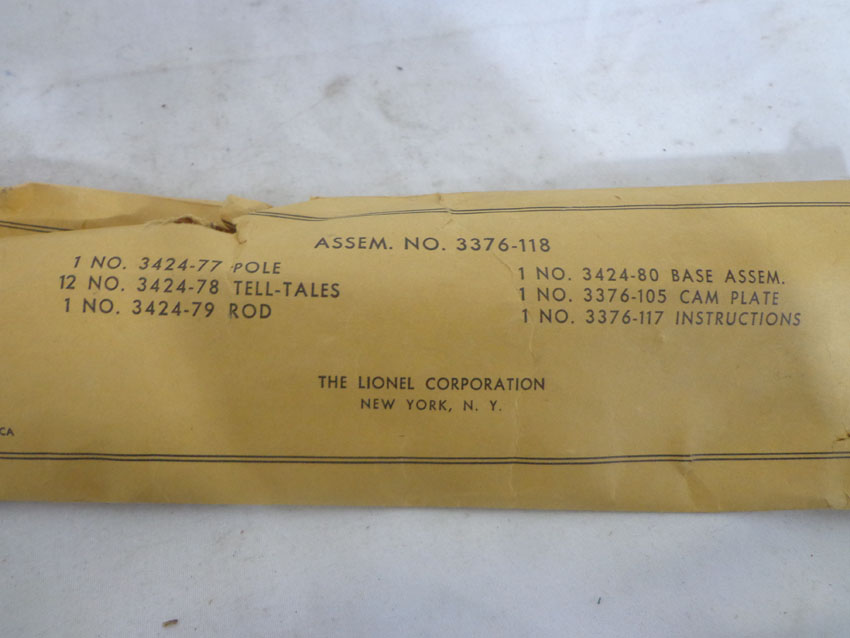 ASSEM. NO. 3376-118
1 NO. 3424-77 POLE
12 NO. 3424-78 TELL-TALES
1 NO. 3424-79 ROD
1 NO. 3424-80 BASE ASSEM.
1 NO. 3376-105 CAM PLATE
1 NO. 3376-117 INSTRUCTIONS
THE LIONEL CORPORATION
NEW YORK, N. Y.
CA